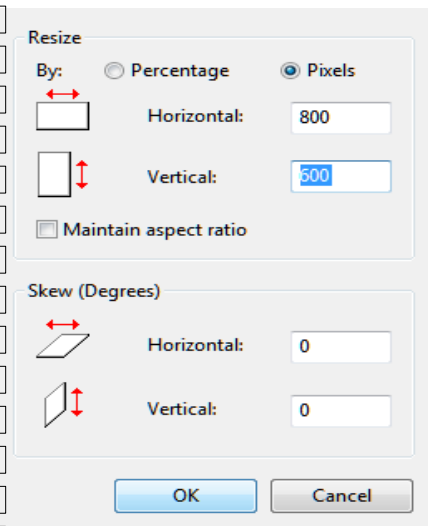 Resize
By: Percentage Pixels
Horizontal: 800
Vertical: 600
Maintain aspect ratio
Skew (Degrees)
Horizontal: 0
Vertical: 0
OK Cancel